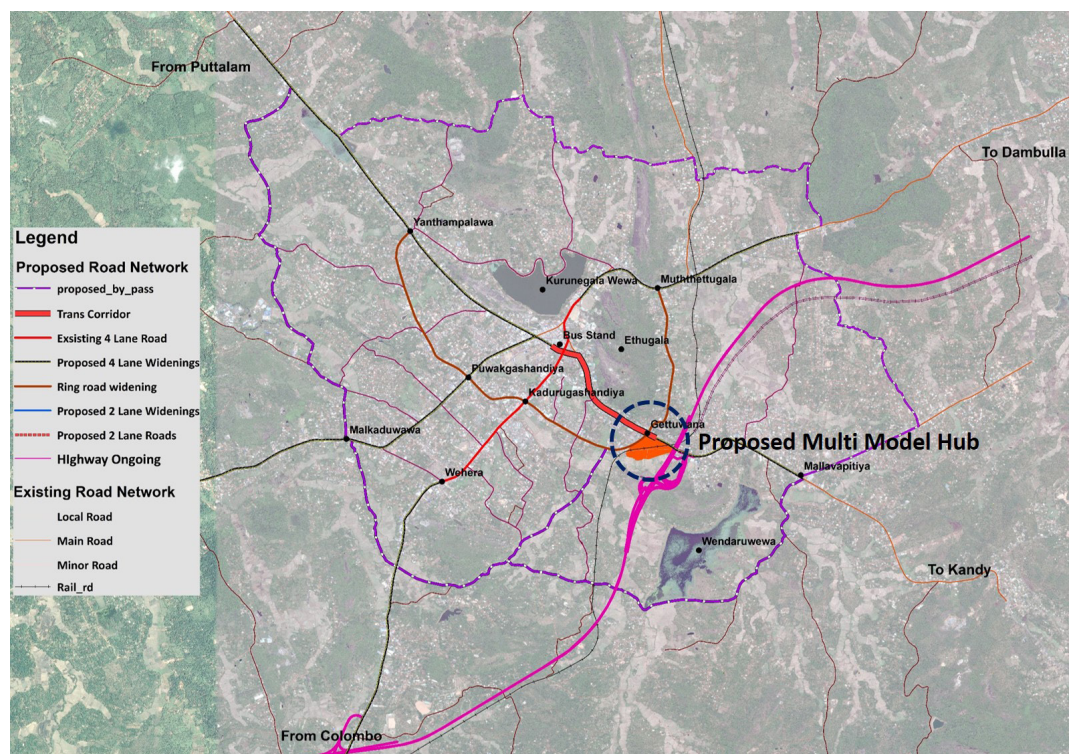 From Puttalam
To Dambulla
Yanthampalawa
Legend
Proposed Road Network
proposed_by_pass
Trans Corridor
Exsisting 4 Lane Road
Proposed 4 Lane Widenings
Ring road widening
Proposed 2 Lane Widenings
Proposed 2 Lane Roads
HIghway Ongoing
Existing Road Network
Local Road
Main Road
Minor Road
Rail_rd
Kurunegala Wewa
Muththettugala
Bus Stand
Ethugala
Puwakgashandiya
Kadurugashandiya
Gettuwana
Malkaduwawa
Proposed Multi Model Hub
Wehera
Mallavapitiya
Wendaruwewa
To Kandy
From Colombo